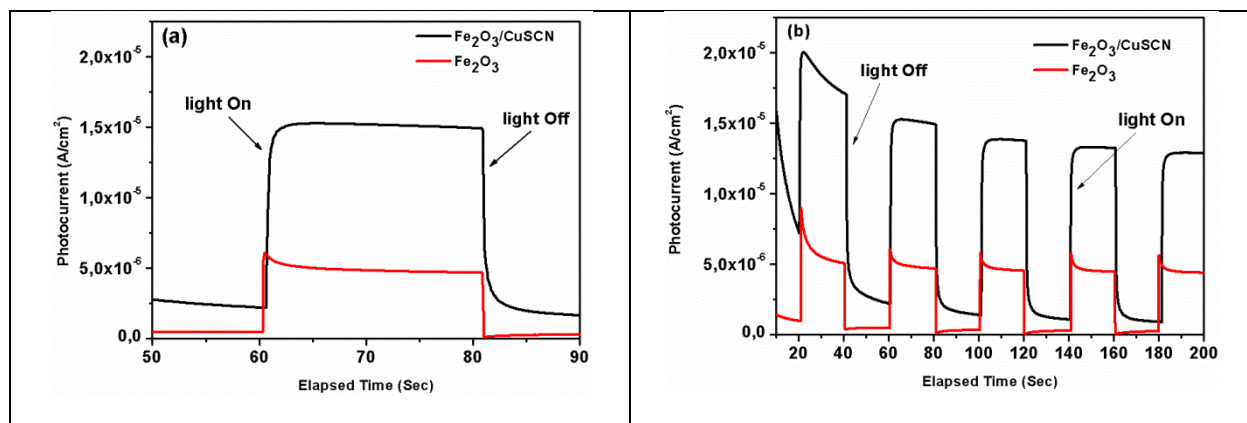 (a)
Fe2O3/CuSCN
Fe2O3
light On
light Off
Photocurrent (A/cm²)
2,0x10⁻⁵
1,5x10⁻⁵
1,0x10⁻⁵
5,0x10⁻⁶
0,0
50 60 70 80 90
Elapsed Time (Sec)
(b)
Fe2O3/CuSCN
Fe2O3
light Off
light On
Photocurrent (A/cm²)
2,0x10⁻⁵
1,5x10⁻⁵
1,0x10⁻⁵
5,0x10⁻⁶
0,0
20 40 60 80 100 120 140 160 180 200
Elapsed Time (Sec)